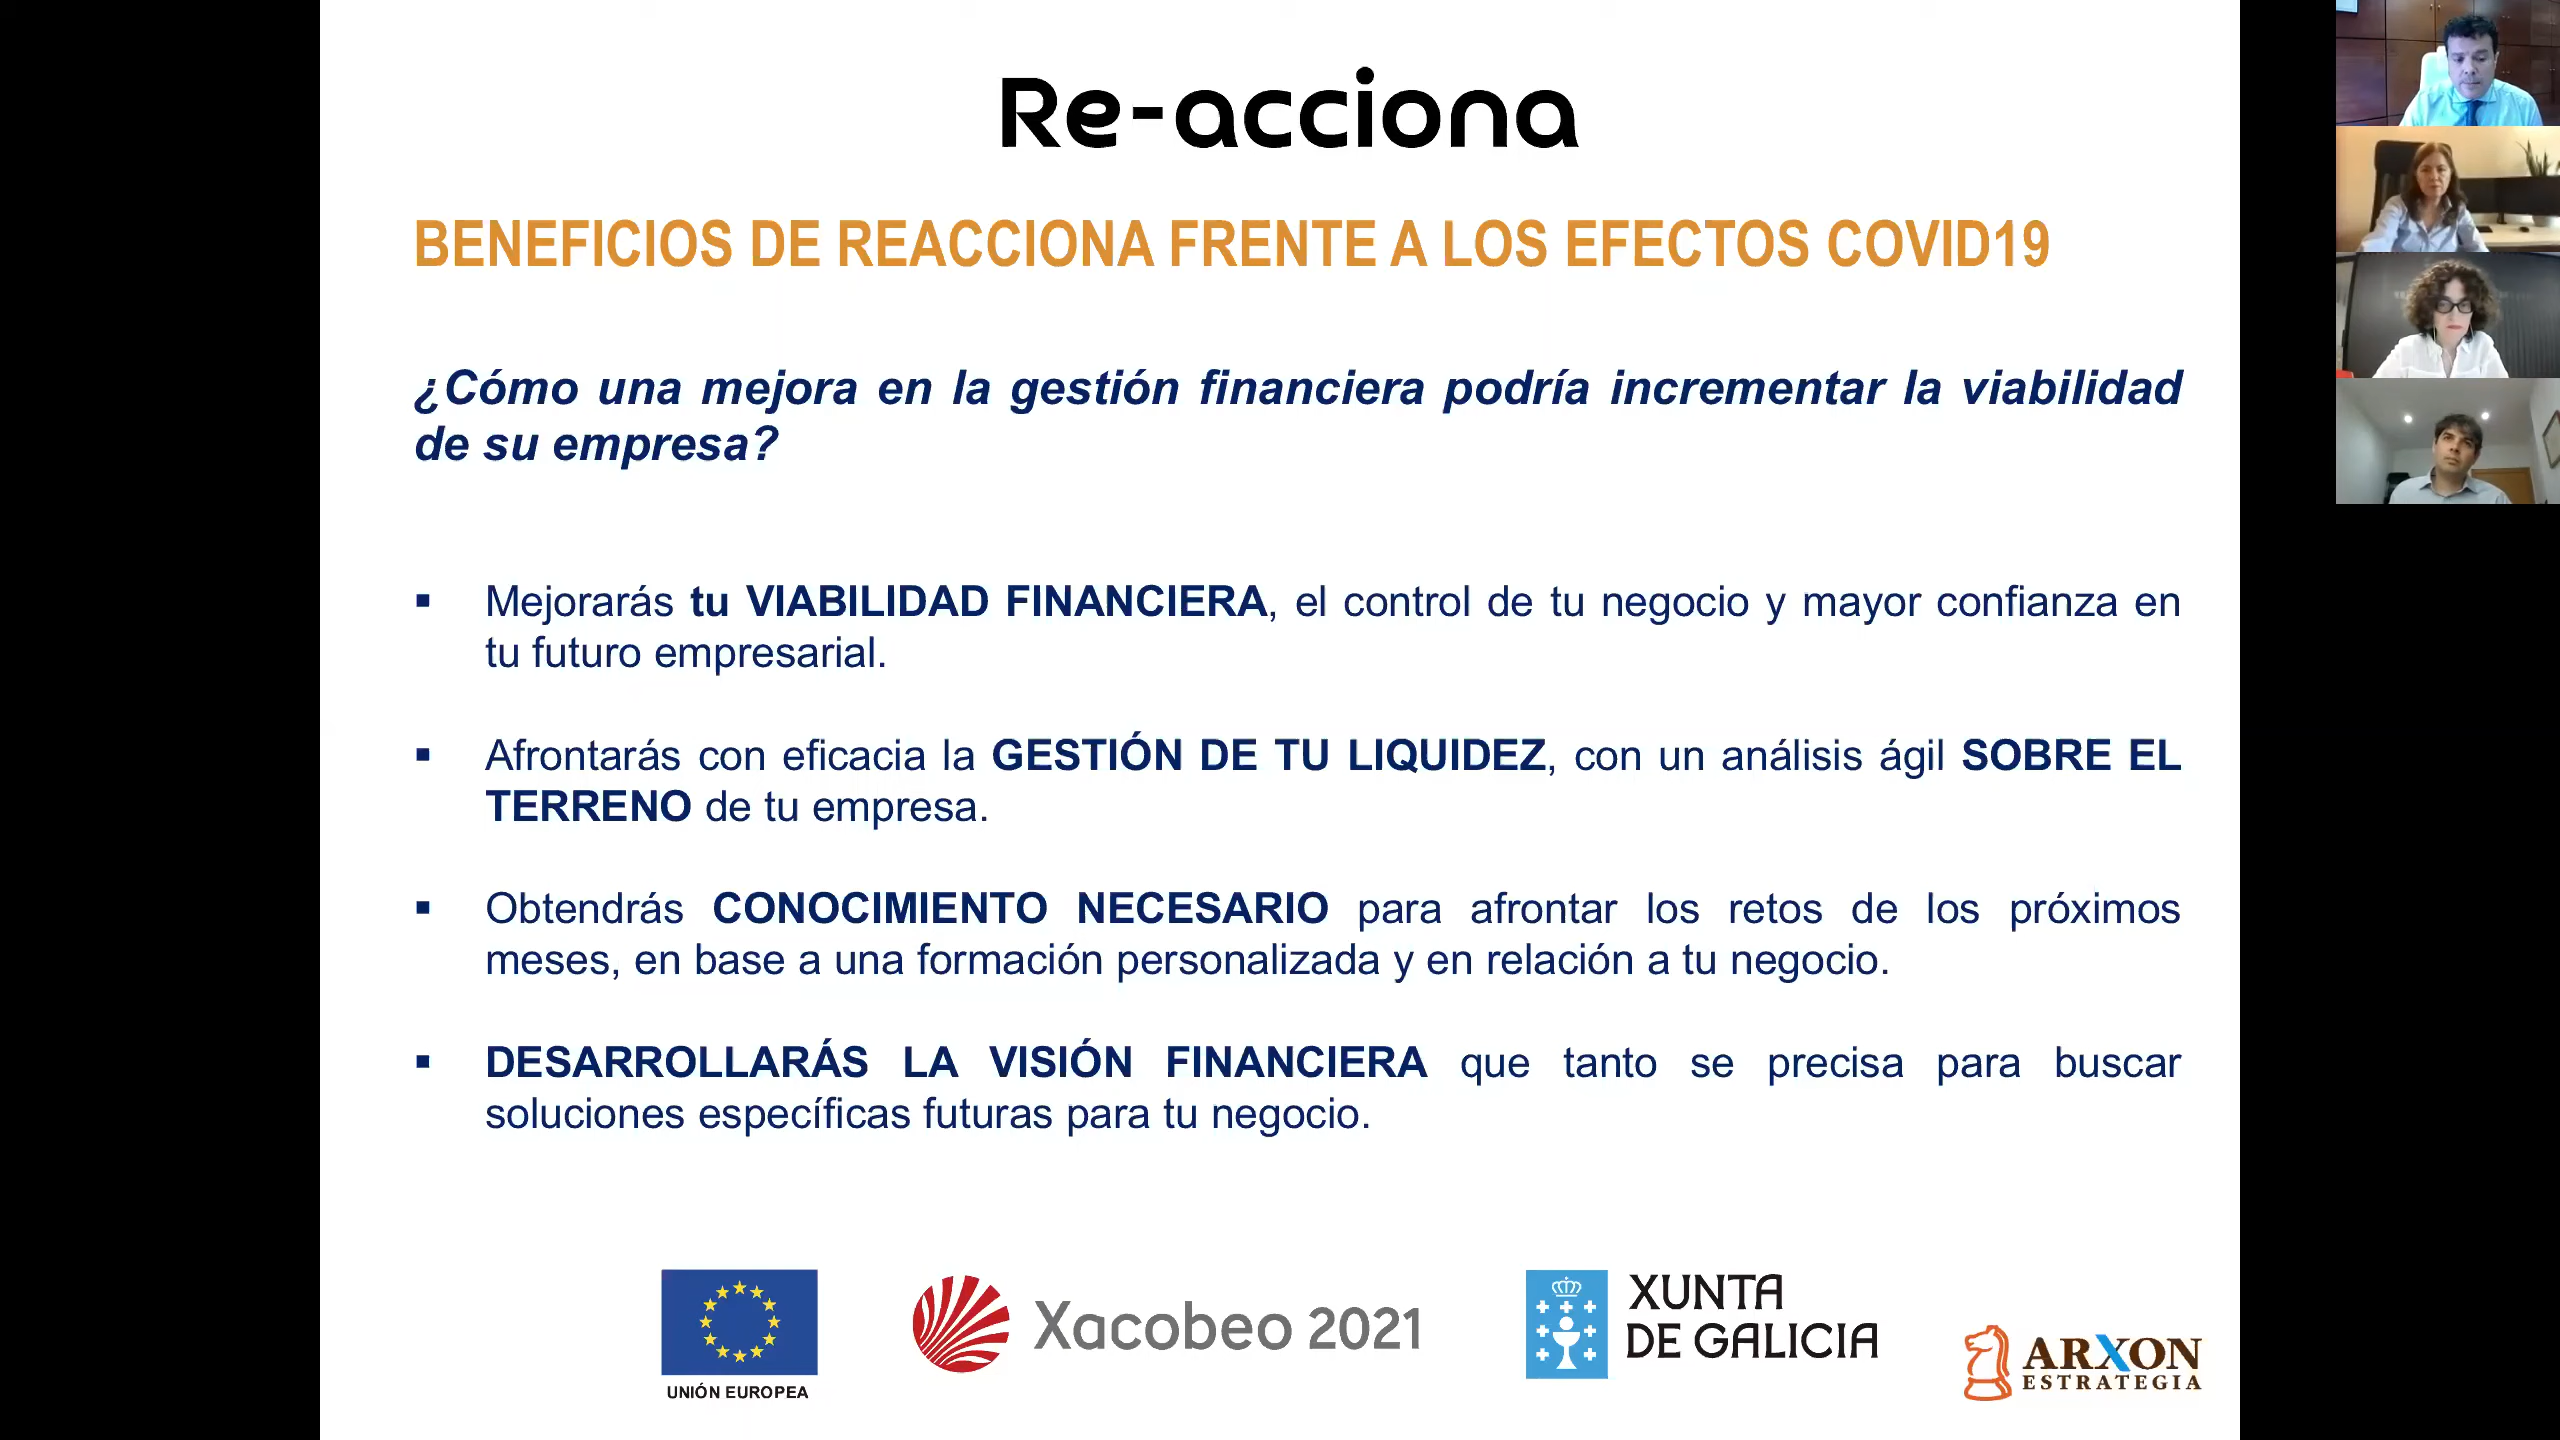 Re-acciona
BENEFICIOS DE REACCIONA FRENTE A LOS EFECTOS COVID19
¿Cómo una mejora en la gestión financiera podría incrementar la viabilidad
de su empresa?
▪ Mejorarás tu VIABILIDAD FINANCIERA, el control de tu negocio y mayor confianza en
tu futuro empresarial.
▪ Afrontarás con eficacia la GESTIÓN DE TU LIQUIDEZ, con un análisis ágil SOBRE EL
TERRENO de tu empresa.
▪ Obtendrás CONOCIMIENTO NECESARIO para afrontar los retos de los próximos
meses, en base a una formación personalizada y en relación a tu negocio.
▪ DESARROLLARÁS LA VISIÓN FINANCIERA que tanto se precisa para buscar
soluciones específicas futuras para tu negocio.
UNIÓN EUROPEA
Xacobeo 2021
XUNTA
DE GALICIA
ARXON
ESTRATEGIA